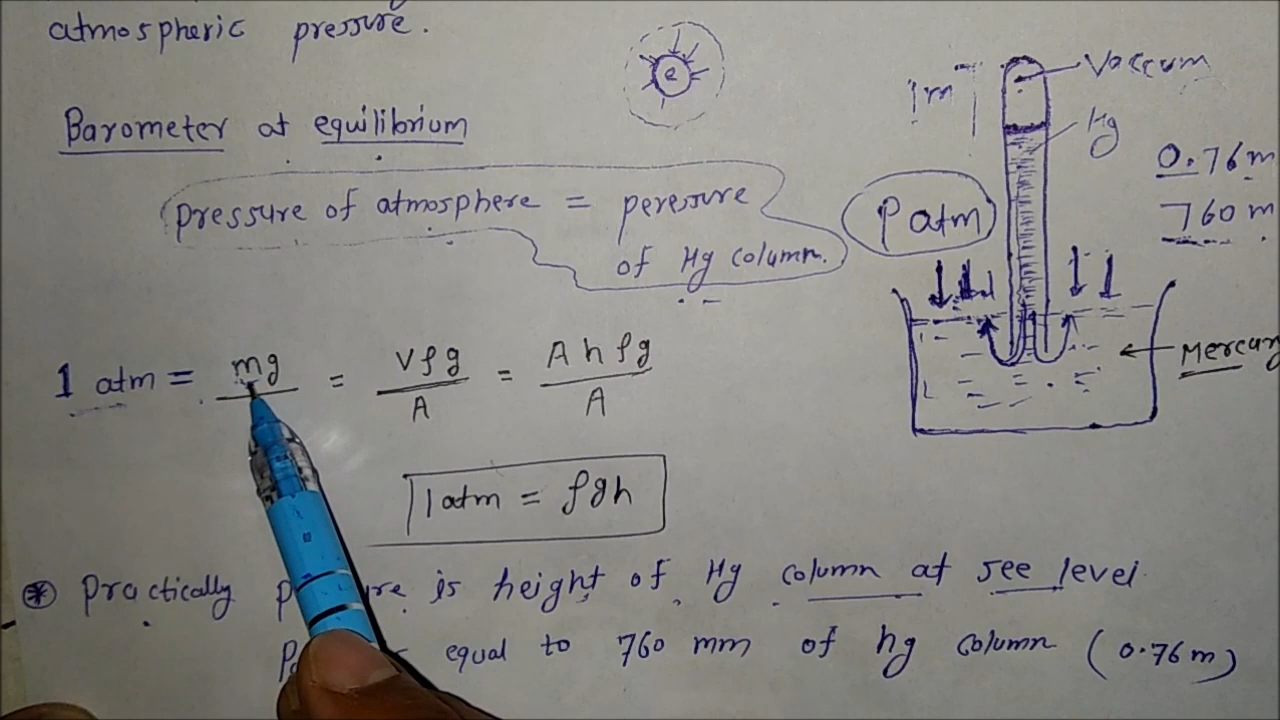 atmospheric pressure.
e
Barometer at equilibrium
pressure of atmosphere = peressure
of Hg column.
1m
Vaccum
Hg
0.76m
760 m
P atm
Mercury
1 atm = mg = Vρg / A = Ahρg / A
1 atm = ρgh
* Practically is height of Hg column at see level
equal to 760 mm of hg column (0.76m)